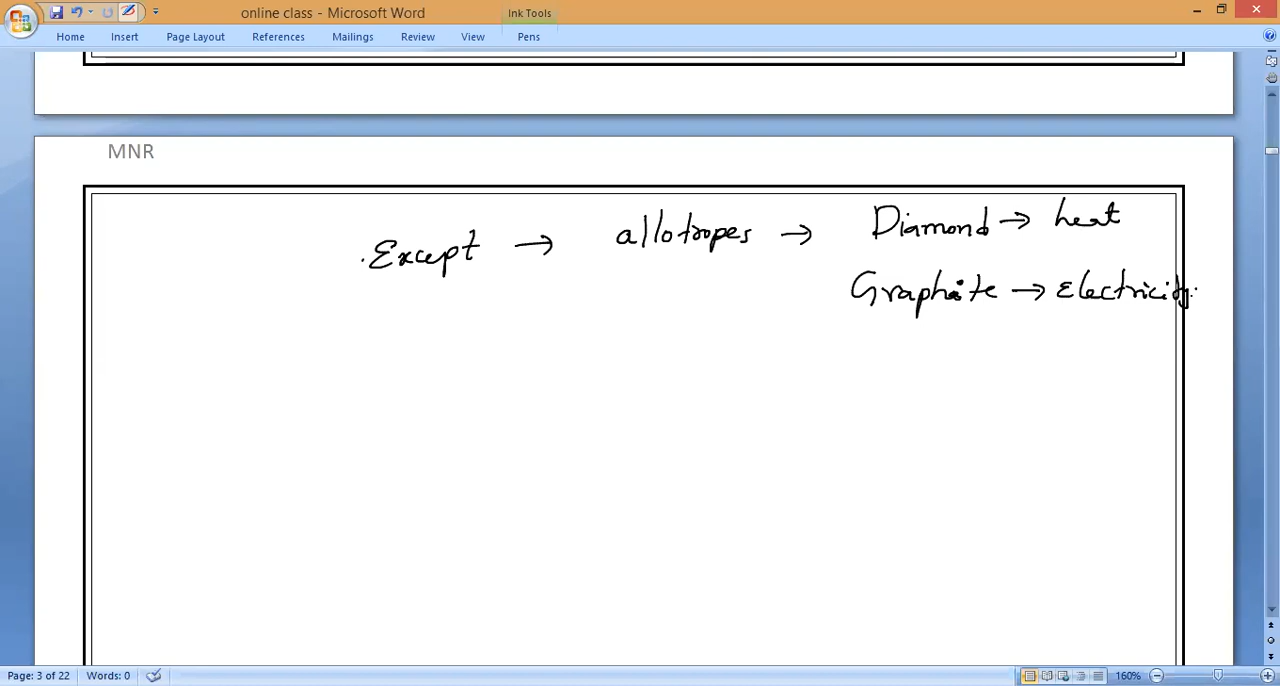 online class - Microsoft Word
Ink Tools
Home Insert Page Layout References Mailings Review View Pens
MNR
Except → allotropes → Diamond → heat
Graphite → Electricity.
Page: 3 of 22 Words: 0 160%